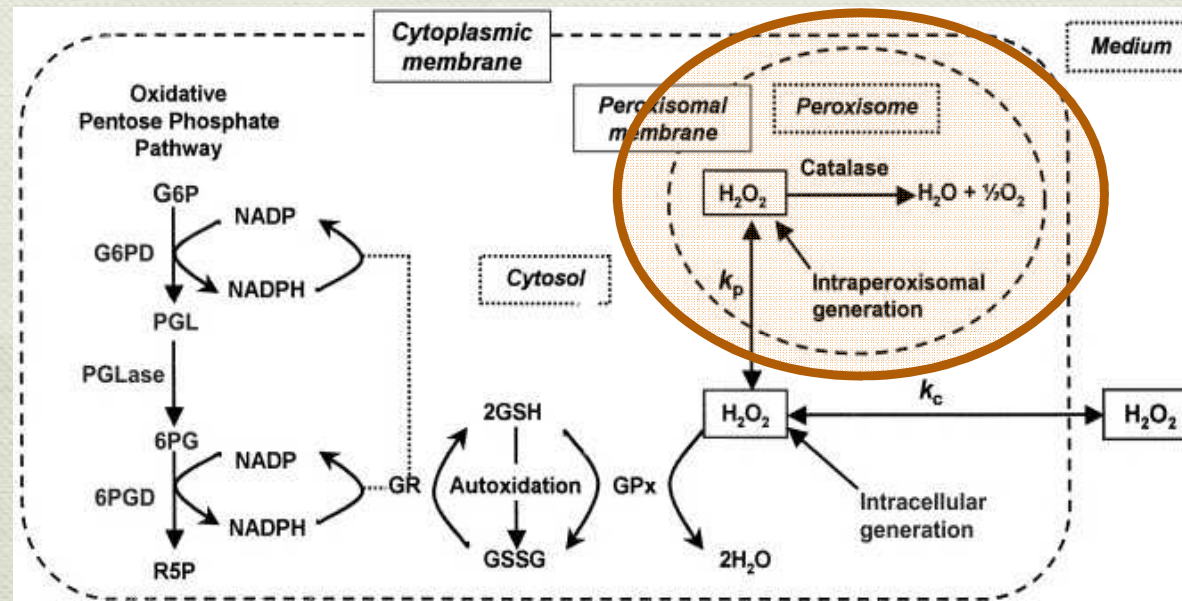 Cytoplasmic
membrane
Medium
Oxidative
Pentose Phosphate
Pathway
Peroxisomal
membrane
Peroxisome
Catalase
H₂O₂
H₂O + ½O₂
G6P
NADP
G6PD
NADPH
PGL
Cytosol
kp
Intraperoxisomal
generation
PGLase
kc
2GSH
H₂O₂
H₂O₂
6PG
NADP
6PGD
GR
Autoxidation
GPx
NADPH
Intracellular
generation
R5P
GSSG
2H₂O